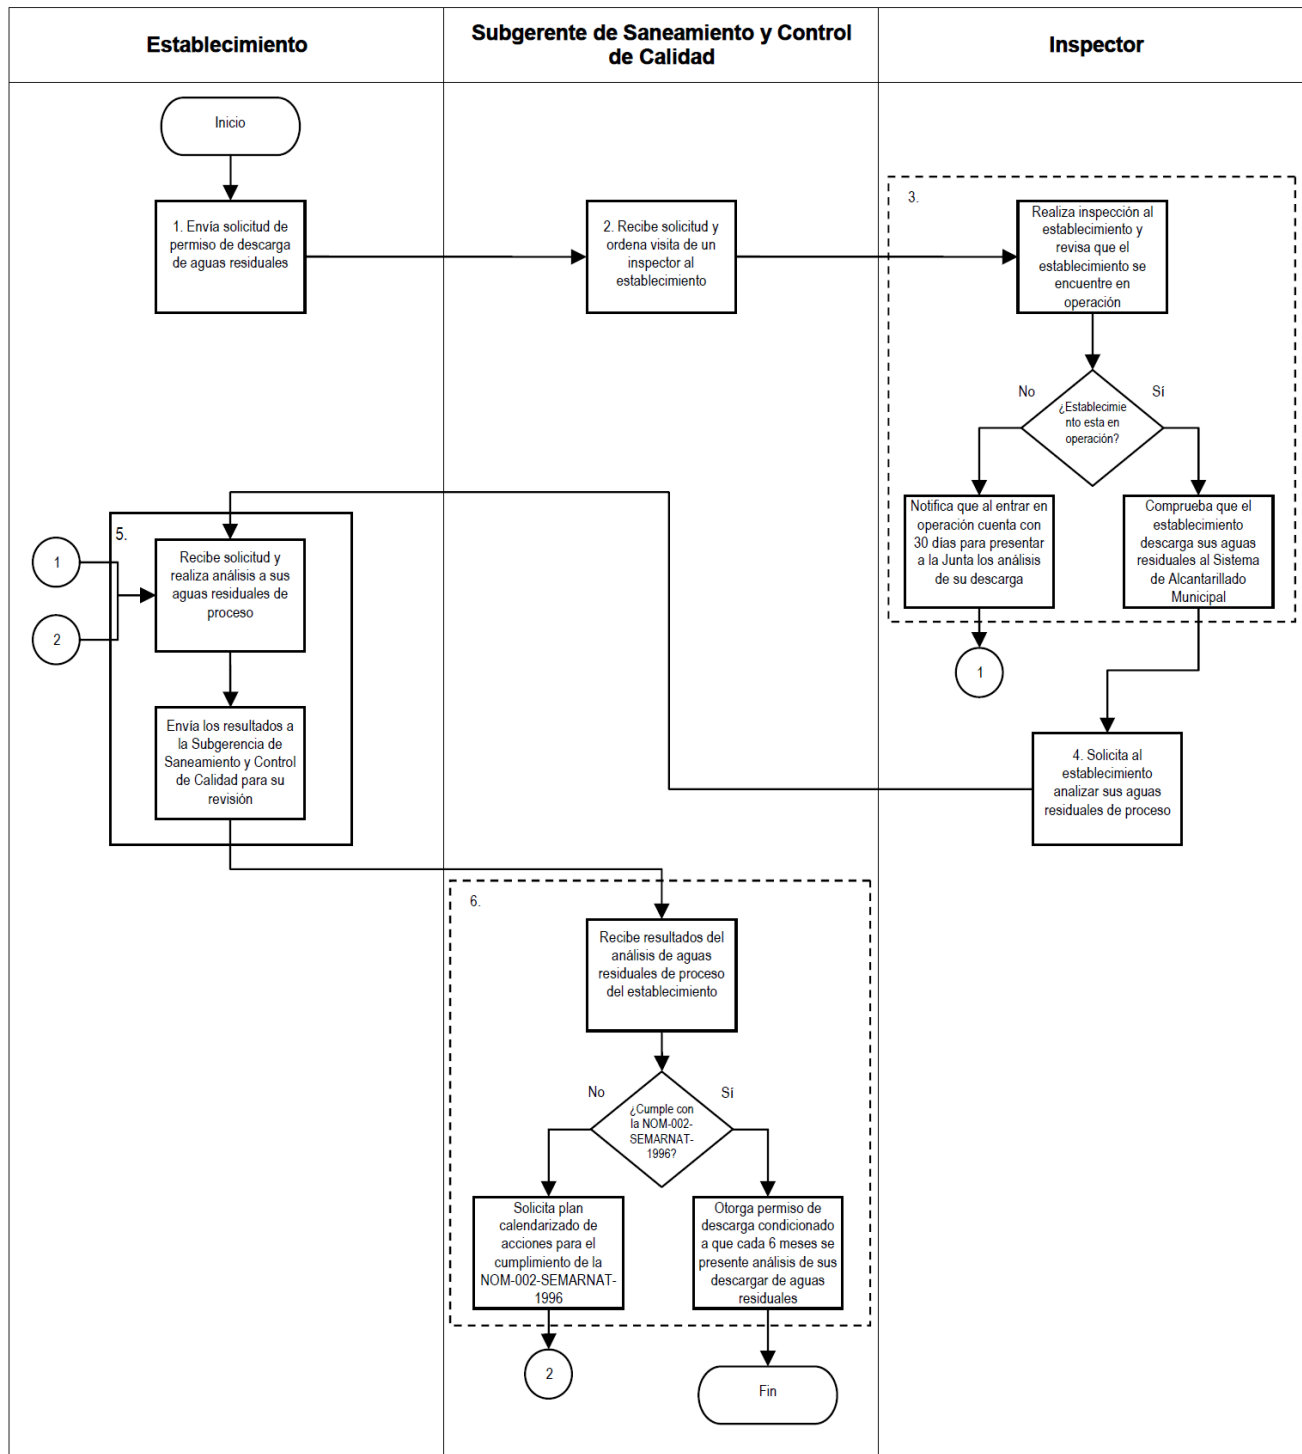 Establecimiento
Subgerente de Saneamiento y Control
de Calidad
Inspector
Inicio
1. Envía solicitud de
permiso de descarga
de aguas residuales
2. Recibe solicitud y
ordena visita de un
inspector al
establecimiento
3.
Realiza inspección al
establecimiento y
revisa que el
establecimiento se
encuentre en
operación
No
Sí
¿Establecimie
nto esta en
operación?
Notifica que al entrar en
operación cuenta con
30 días para presentar
a la Junta los análisis
de su descarga
Comprueba que el
establecimiento
descarga sus aguas
residuales al Sistema
de Alcantarillado
Municipal
1
4. Solicita al
establecimiento
analizar sus aguas
residuales de proceso
5.
1
2
Recibe solicitud y
realiza análisis a sus
aguas residuales de
proceso
Envía los resultados a
la Subgerencia de
Saneamiento y Control
de Calidad para su
revisión
6.
Recibe resultados del
análisis de aguas
residuales de proceso
del establecimiento
No
Sí
¿Cumple con
la NOM-002-
SEMARNAT-
1996?
Solicita plan
calendarizado de
acciones para el
cumplimiento de la
NOM-002-SEMARNAT-
1996
Otorga permiso de
descarga condicionado
a que cada 6 meses se
presente análisis de sus
descargar de aguas
residuales
2
Fin